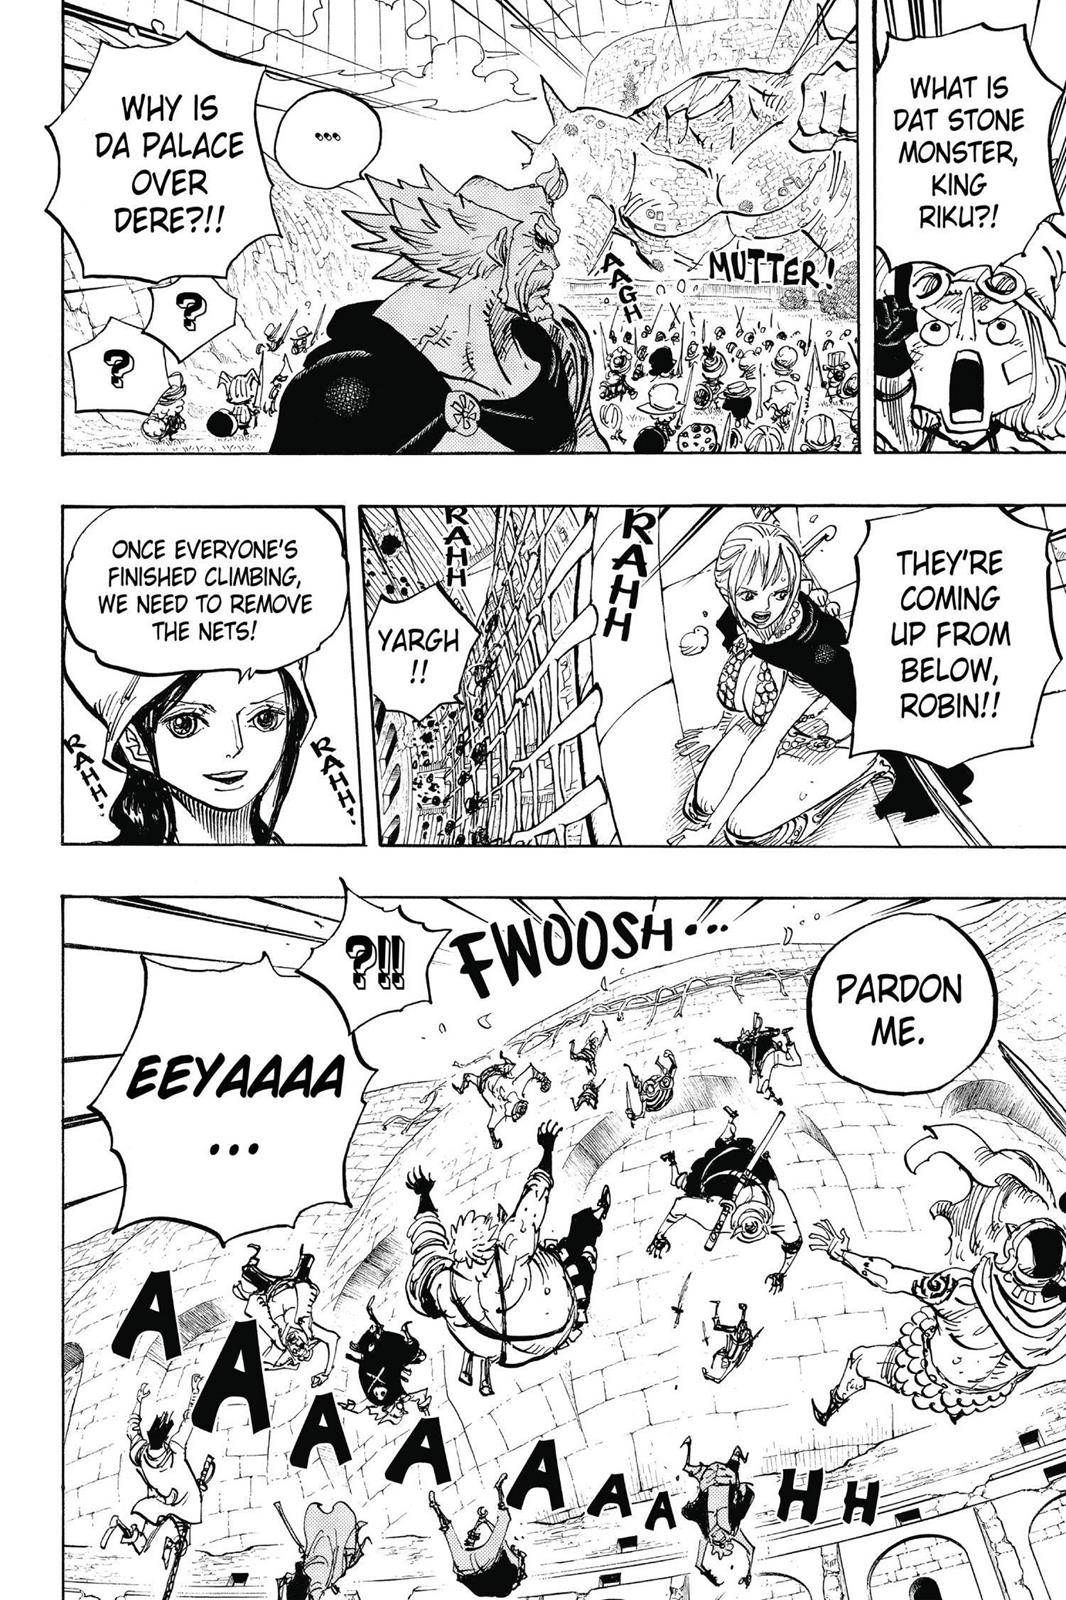 WHAT IS
DAT STONE
MONSTER,
KING
RIKU?!
MUTTER!
AAGH
...
WHY IS
DA PALACE
OVER
DERE?!!
?
?
THEY'RE
COMING
UP FROM
BELOW,
ROBIN!!
RAHH
RAHH
YARGH
!!
ONCE EVERYONE'S
FINISHED CLIMBING,
WE NEED TO REMOVE
THE NETS!
RAHH!
RAHH!
PARDON
ME.
FWOOSH...
?!!
EEYAAAA
...
AAAAAAAAHH